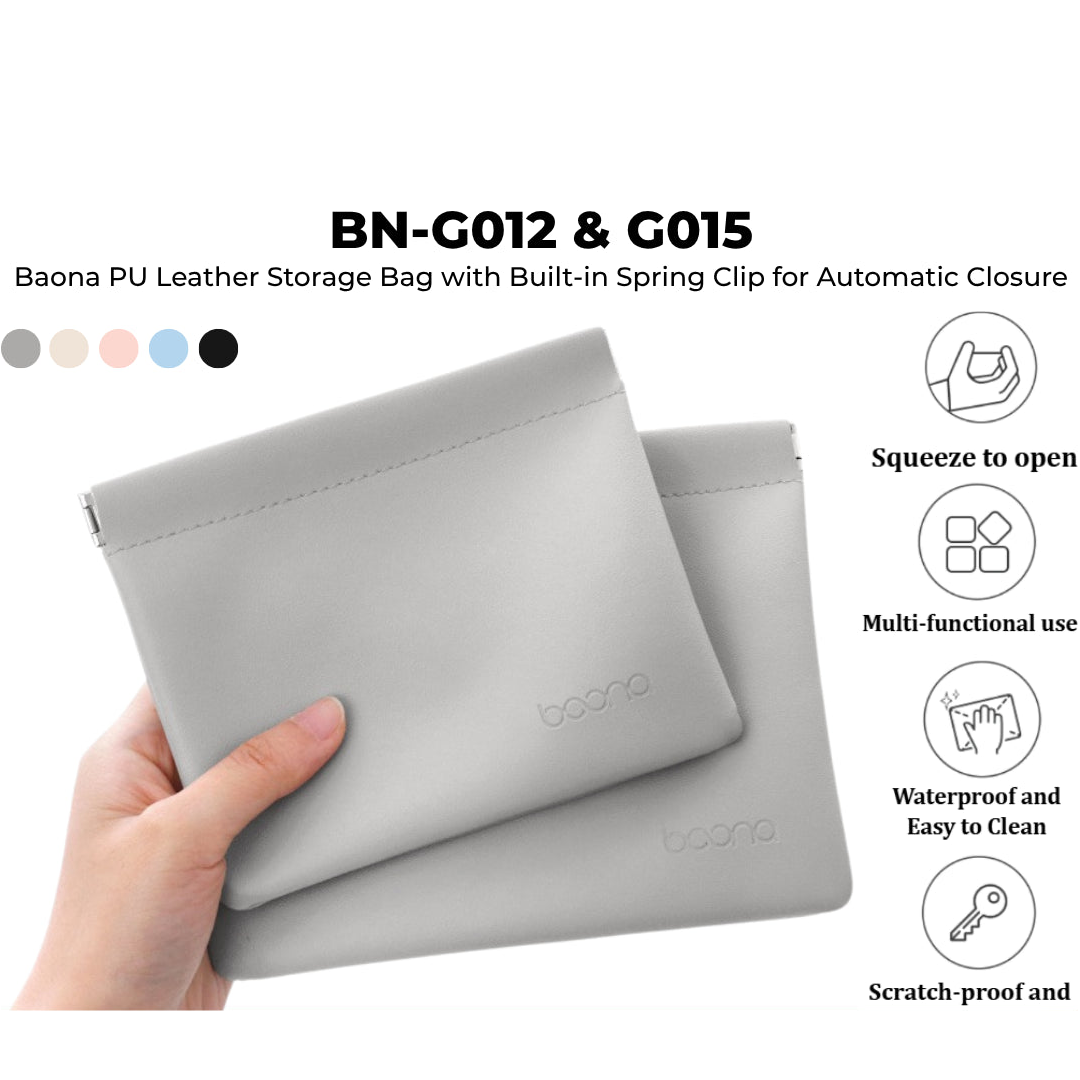 BN-G012 & G015
Baona PU Leather Storage Bag with Built-in Spring Clip for Automatic Closure
Squeeze to open
Multi-functional use
baona
Waterproof and
Easy to Clean
baona
Scratch-proof and